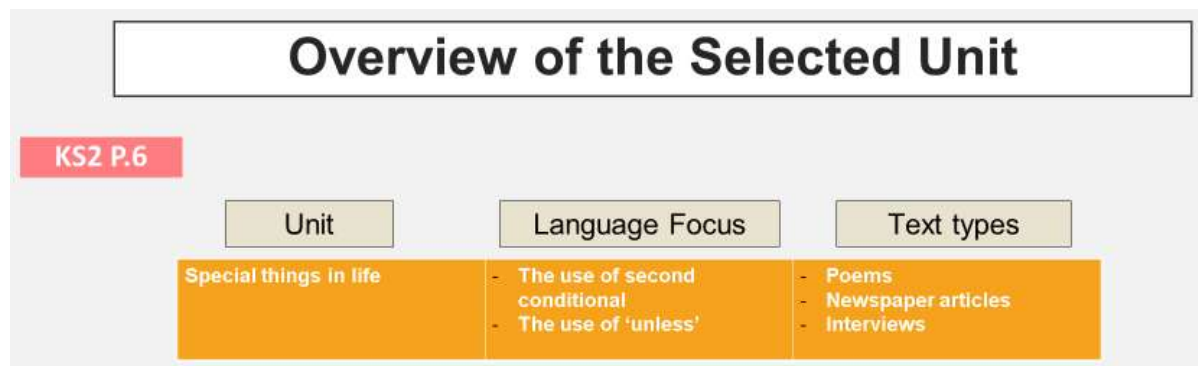 Overview of the Selected Unit
KS2 P.6
Unit
Language Focus
Text types
Special things in life
- The use of second
conditional
- The use of ‘unless’
- Poems
- Newspaper articles
- Interviews